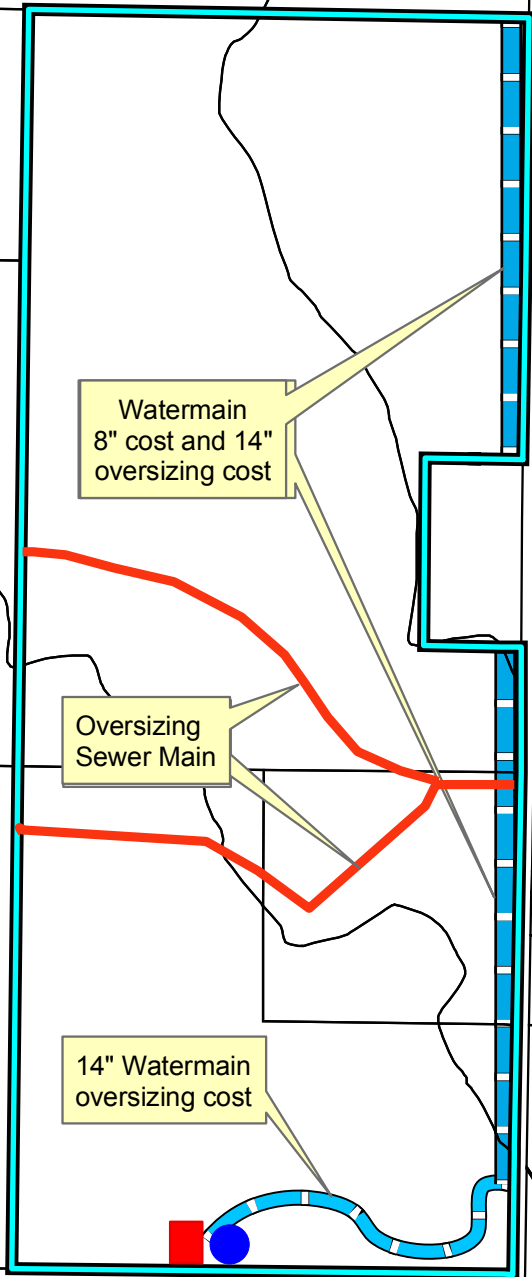 Watermain
8" cost and 14"
oversizing cost
Oversizing
Sewer Main
14" Watermain
oversizing cost